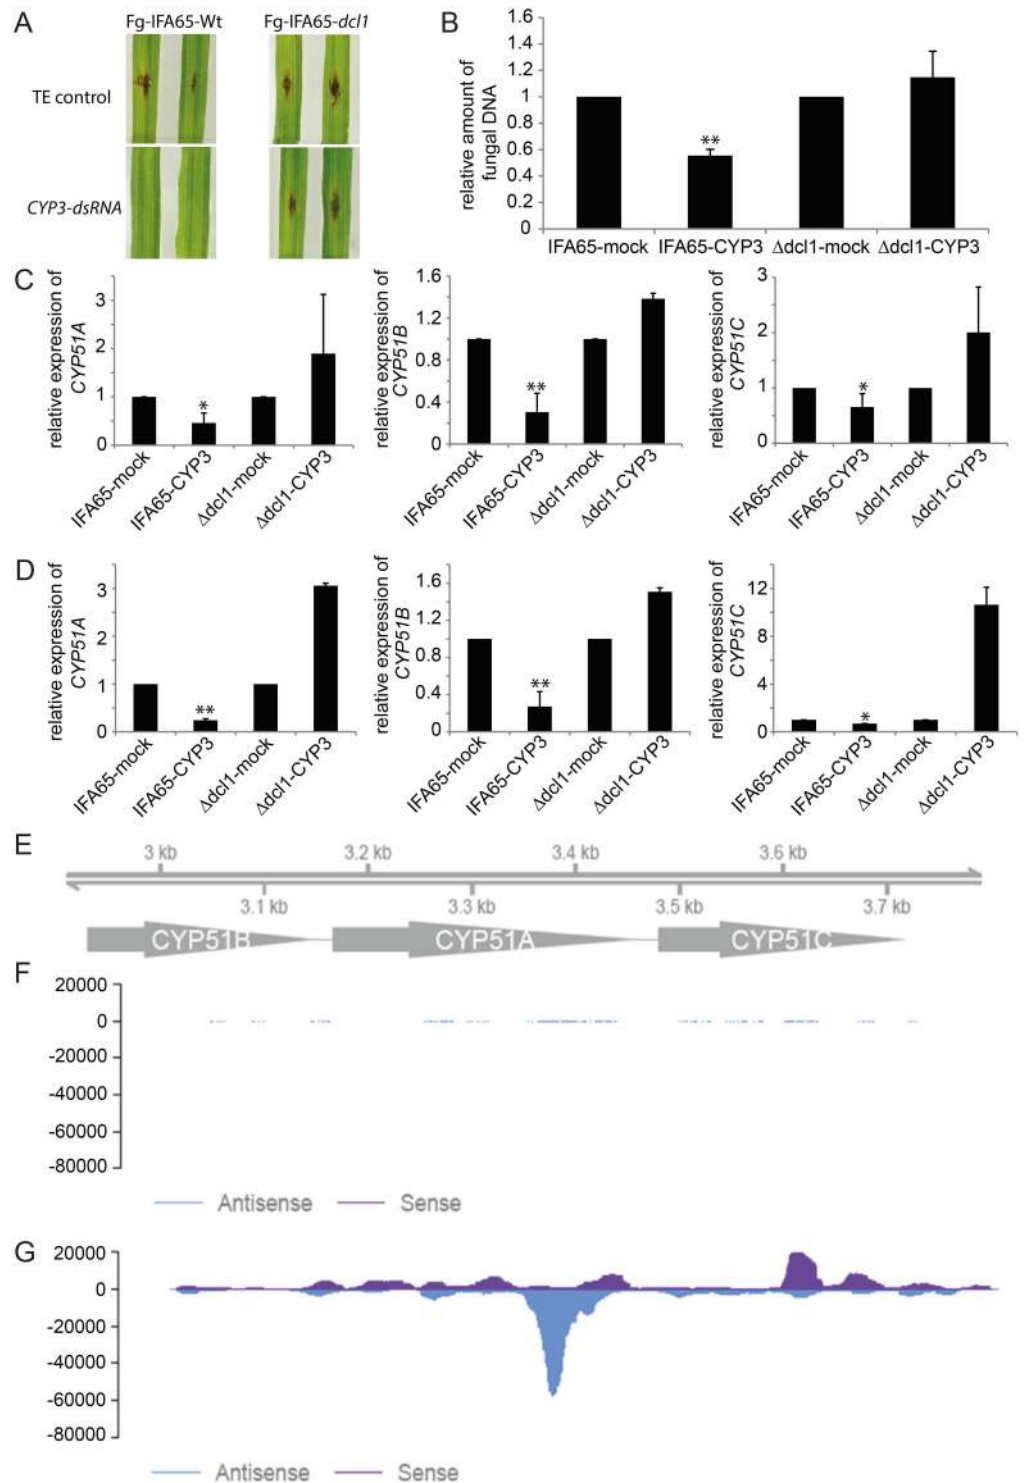 A
Fg-IFA65-Wt
Fg-IFA65-dcl1
TE control
CYP3-dsRNA
B
relative amount of
fungal DNA
1.6
1.4
1.2
1
0.8
0.6
0.4
0.2
0
**
IFA65-mock
IFA65-CYP3
Δdcl1-mock
Δdcl1-CYP3
C
relative expression of
CYP51A
3
2
1
0
*
IFA65-mock
IFA65-CYP3
Δdcl1-mock
Δdcl1-CYP3
relative expression of
CYP51B
1.6
1.2
0.8
0.4
0
**
IFA65-mock
IFA65-CYP3
Δdcl1-mock
Δdcl1-CYP3
relative expression of
CYP51C
3
2
1
0
*
IFA65-mock
IFA65-CYP3
Δdcl1-mock
Δdcl1-CYP3
D
relative expression of
CYP51A
3
2
1
0
**
IFA65-mock
IFA65-CYP3
Δdcl1-mock
Δdcl1-CYP3
relative expression of
CYP51B
1.6
1.2
0.8
0.4
0
**
IFA65-mock
IFA65-CYP3
Δdcl1-mock
Δdcl1-CYP3
relative expression of
CYP51C
12
8
4
0
*
IFA65-mock
IFA65-CYP3
Δdcl1-mock
Δdcl1-CYP3
E
3 kb
3.2 kb
3.4 kb
3.6 kb
3.1 kb
3.3 kb
3.5 kb
3.7 kb
CYP51B
CYP51A
CYP51C
F
20000
0
-20000
-40000
-60000
-80000
Antisense
Sense
G
20000
0
-20000
-40000
-60000
-80000
Antisense
Sense